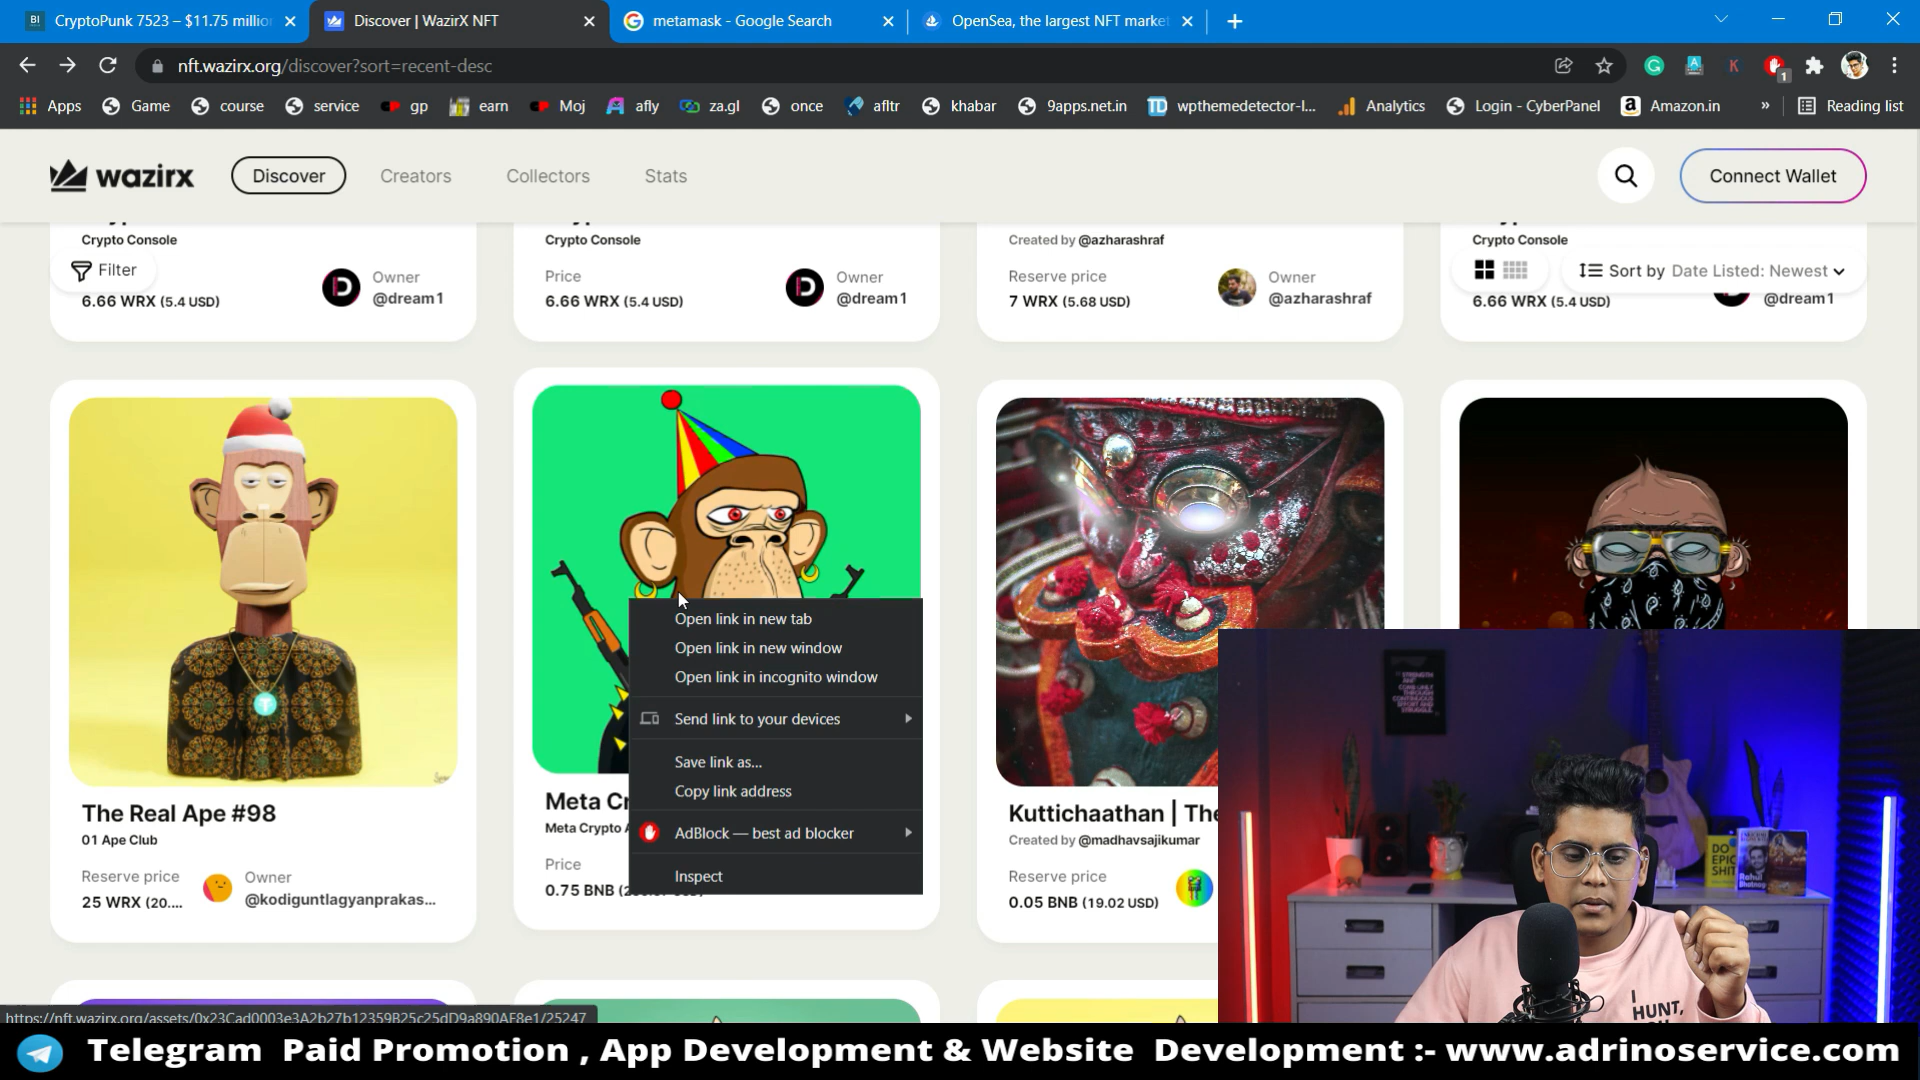 BI CryptoPunk 7523 – $11.75 millio
Discover | WazirX NFT
metamask - Google Search
OpenSea, the largest NFT market
nft.wazirx.org/discover?sort=recent-desc
1
Apps Game course service gp earn Moj afly za.gl once afltr khabar 9apps.net.in wpthemedetector-l... Analytics Login - CyberPanel Amazon.in » Reading list
wazirx Discover Creators Collectors Stats Connect Wallet
Crypto Console
Crypto Console
Created by @azharashraf
Crypto Console
Filter
6.66 WRX (5.4 USD)
Owner
@dream1
Price
6.66 WRX (5.4 USD)
Owner
@dream1
Reserve price
7 WRX (5.68 USD)
Owner
@azharashraf
Sort by Date Listed: Newest
6.66 WRX (5.4 USD)
@dream1
The Real Ape #98
01 Ape Club
Reserve price
25 WRX (20....
Owner
@kodiguntlagyanprakas...
Meta Cr
Meta Crypto A
Price
0.75 BNB
Open link in new tab
Open link in new window
Open link in incognito window
Send link to your devices
Save link as...
Copy link address
AdBlock — best ad blocker
Inspect
Kuttichaathan | The
Created by @madhavsajikumar
Reserve price
0.05 BNB (19.02 USD)
STRENGTH
DO
EPIC
SHIT
Rahul
I
HUNT,
https://nft.wazirx.org/assets/0x23Cad0003e3A2b27b12359B25c25dD9a890AF8e1/25247
Telegram Paid Promotion , App Development & Website Development :- www.adrinoservice.com